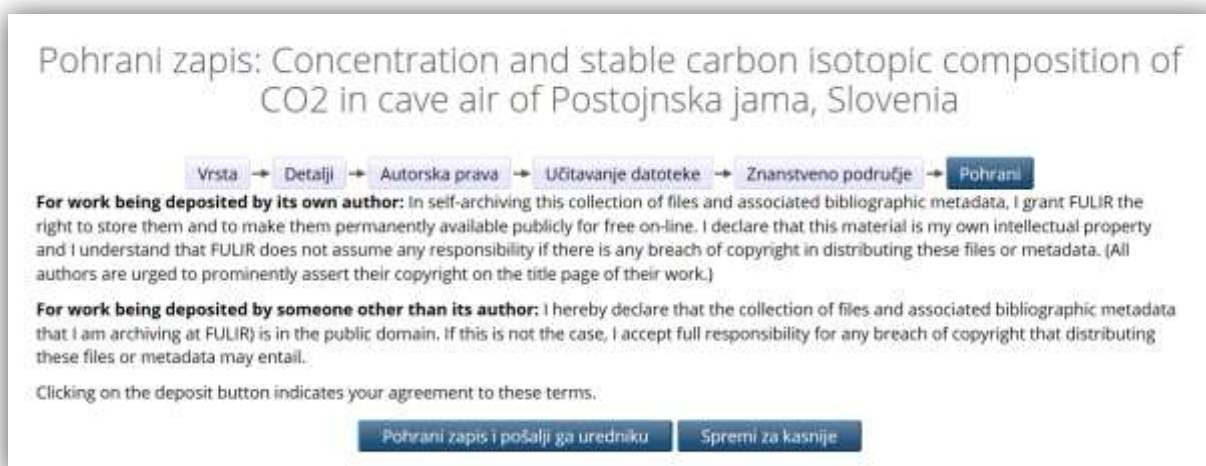 Pohrani zapis: Concentration and stable carbon isotopic composition of
CO2 in cave air of Postojnska jama, Slovenia
Vrsta → Detalji → Autorska prava → Učitavanje datoteke → Znanstveno područje → Pohrani
For work being deposited by its own author: In self-archiving this collection of files and associated bibliographic metadata, I grant FULIR the
right to store them and to make them permanently available publicly for free on-line. I declare that this material is my own intellectual property
and I understand that FULIR does not assume any responsibility if there is any breach of copyright in distributing these files or metadata. (All
authors are urged to prominently assert their copyright on the title page of their work.)
For work being deposited by someone other than its author: I hereby declare that the collection of files and associated bibliographic metadata
that I am archiving at FULIR) is in the public domain. If this is not the case, I accept full responsibility for any breach of copyright that distributing
these files or metadata may entail.
Clicking on the deposit button indicates your agreement to these terms.
Pohrani zapis i pošalji ga uredniku Spremi za kasnije